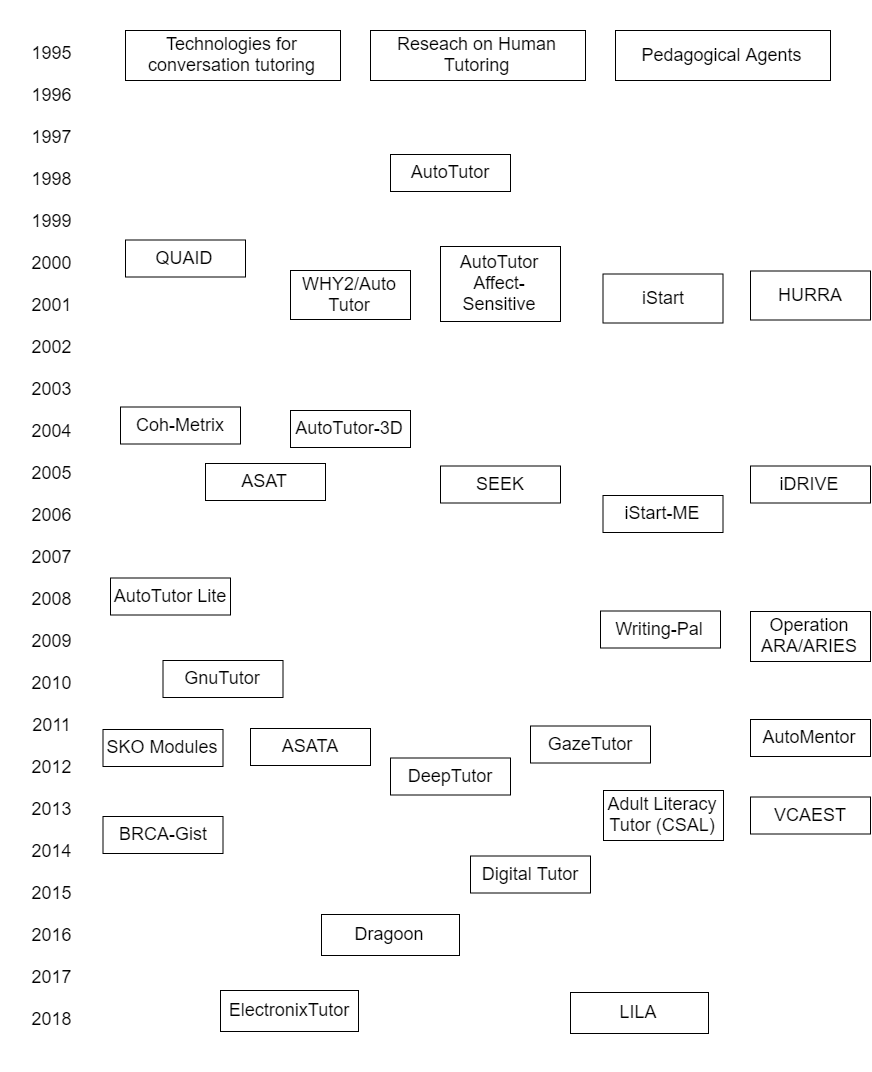 1995
Technologies for
conversation tutoring
Reseach on Human
Tutoring
Pedagogical Agents
1996
1997
1998
AutoTutor
1999
2000
QUAID
WHY2/Auto
Tutor
AutoTutor
Affect-
Sensitive
iStart
HURRA
2001
2002
2003
2004
Coh-Metrix
AutoTutor-3D
2005
ASAT
SEEK
iDRIVE
2006
iStart-ME
2007
2008
AutoTutor Lite
2009
Writing-Pal
Operation
ARA/ARIES
2010
GnuTutor
2011
SKO Modules
ASATA
GazeTutor
AutoMentor
2012
DeepTutor
2013
Adult Literacy
Tutor (CSAL)
VCAEST
BRCA-Gist
2014
Digital Tutor
2015
2016
Dragoon
2017
ElectronixTutor
LILA
2018